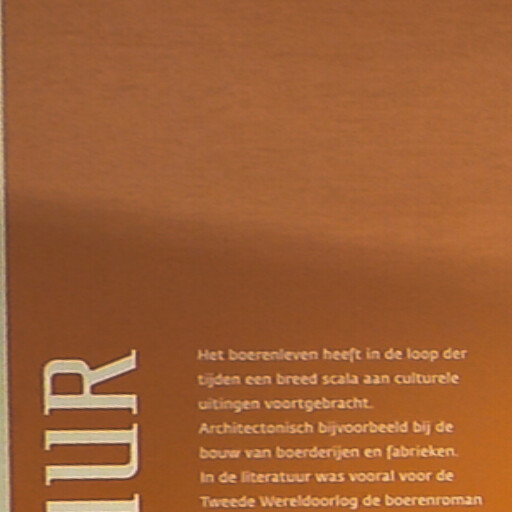 UR
Het boerenleven heeft in de loop der
tijden een breed scala aan culturele
uitingen voortgebracht.
Architectonisch bijvoorbeeld bij de
bouw van boerderijen en fabrieken.
In de literatuur was vooral voor de
Tweede Wereldoorlog de boerenroman